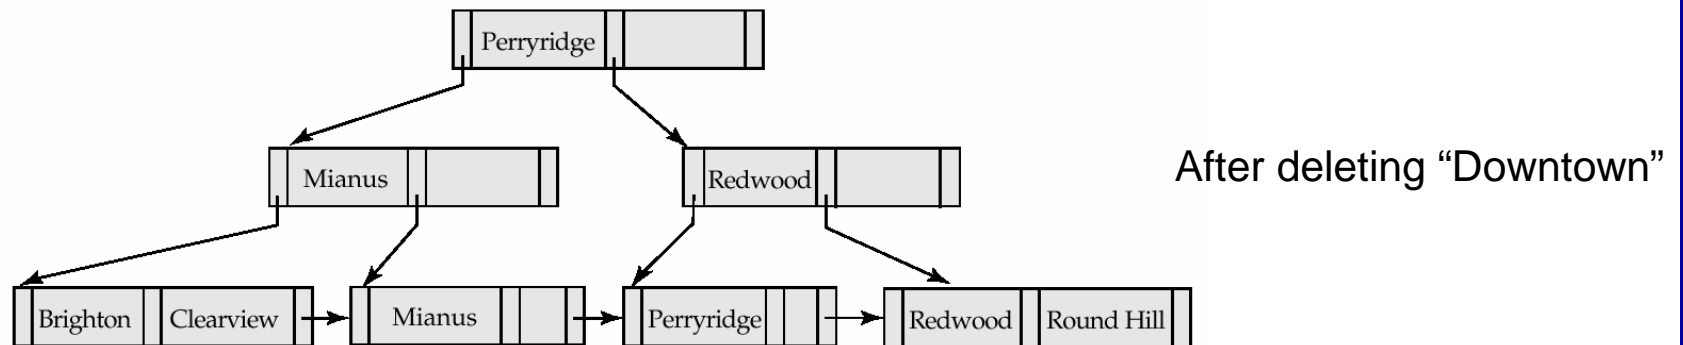 Perryridge
Mianus
Redwood
After deleting “Downtown”
Brighton Clearview
Mianus
Perryridge
Redwood Round Hill